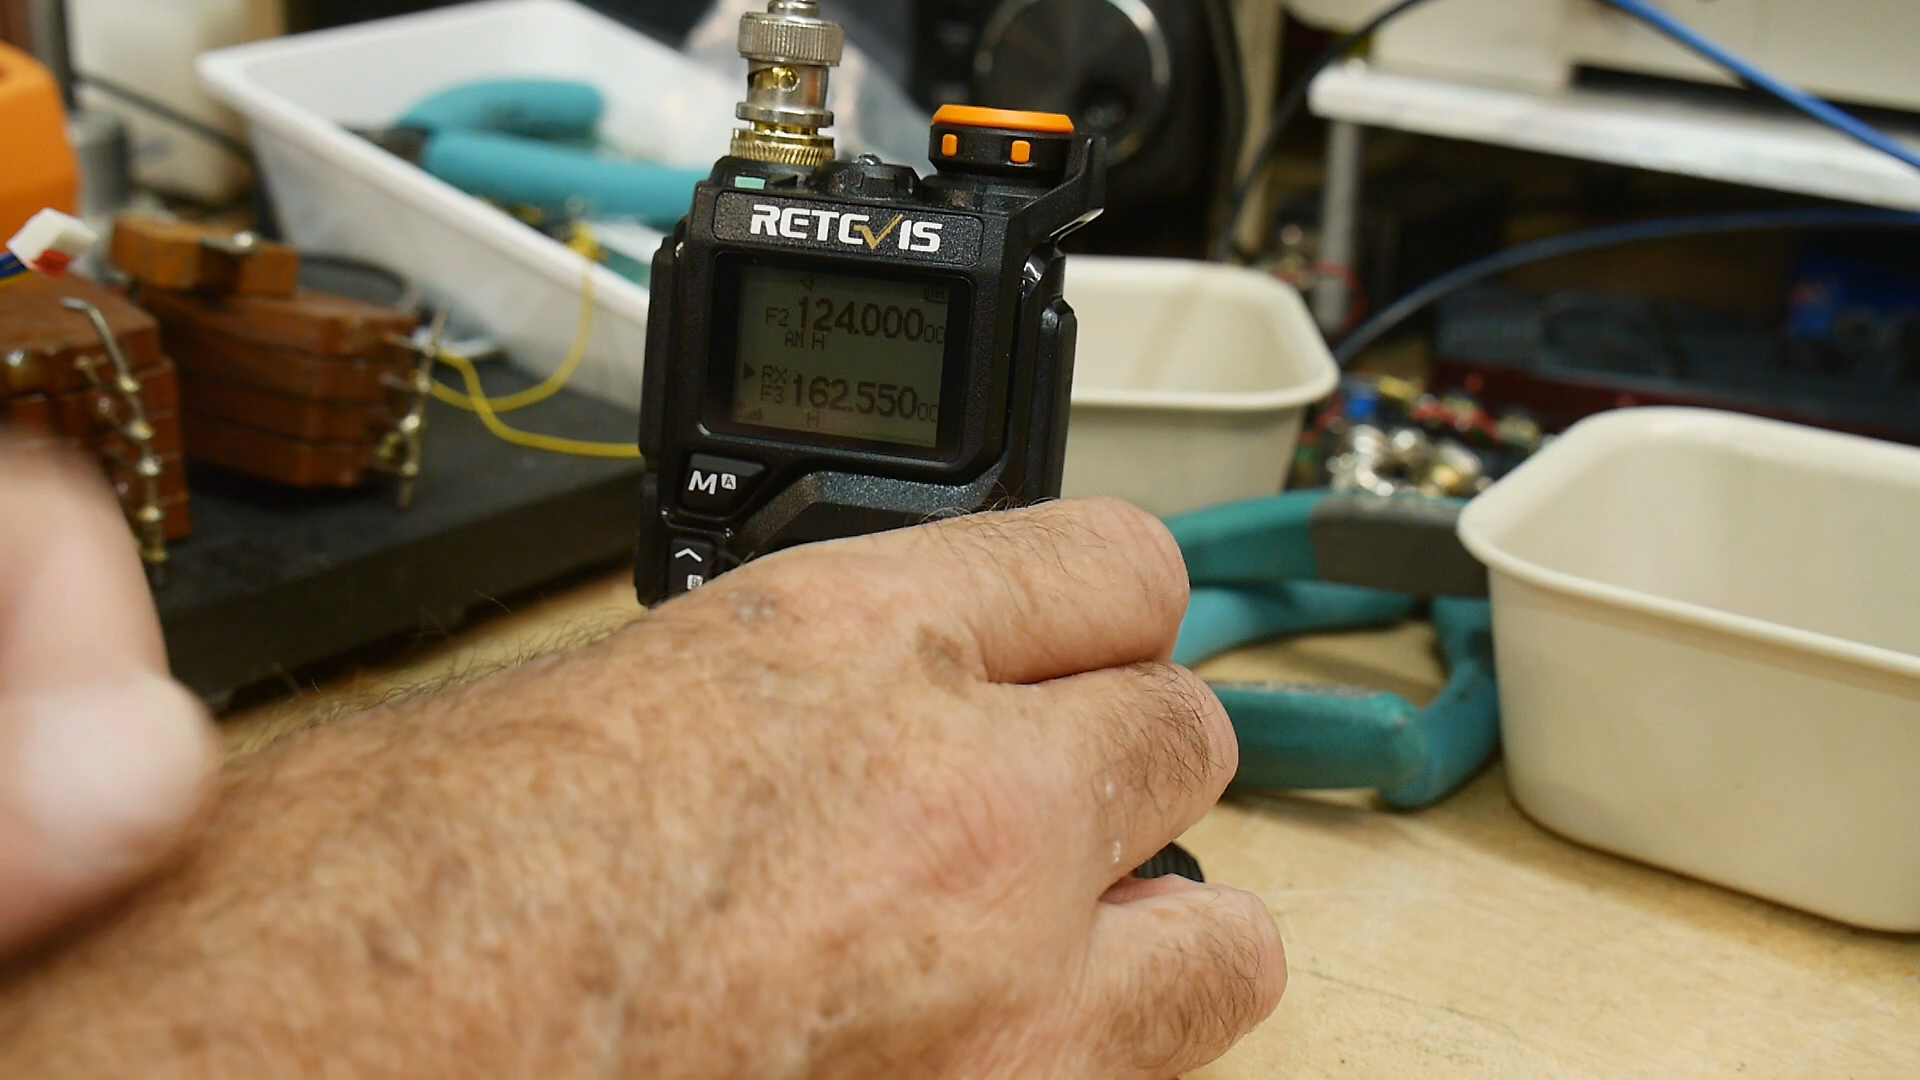 RETEVIS
F2 124.00000
AM H
RX
F3 162.55000
H
M A
B